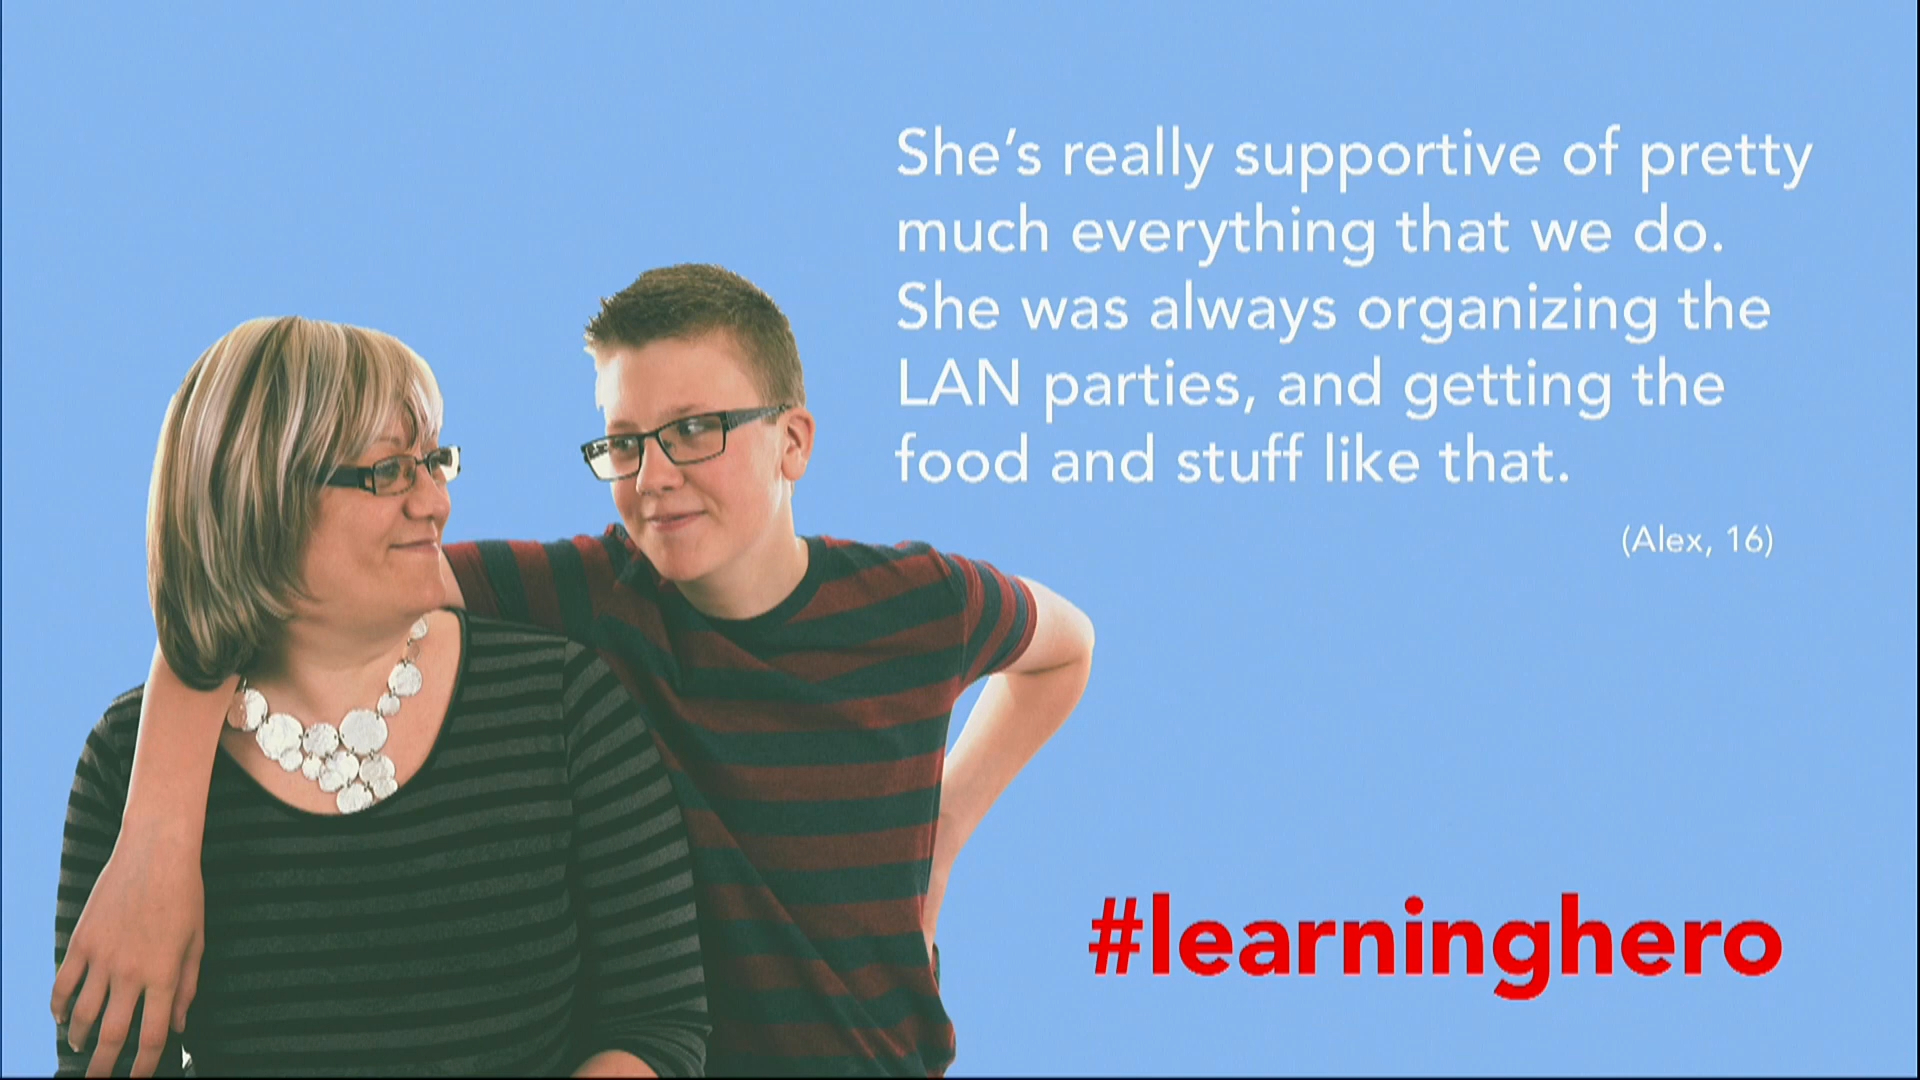 She's really supportive of pretty
much everything that we do.
She was always organizing the
LAN parties, and getting the
food and stuff like that.
(Alex, 16)
#learninghero